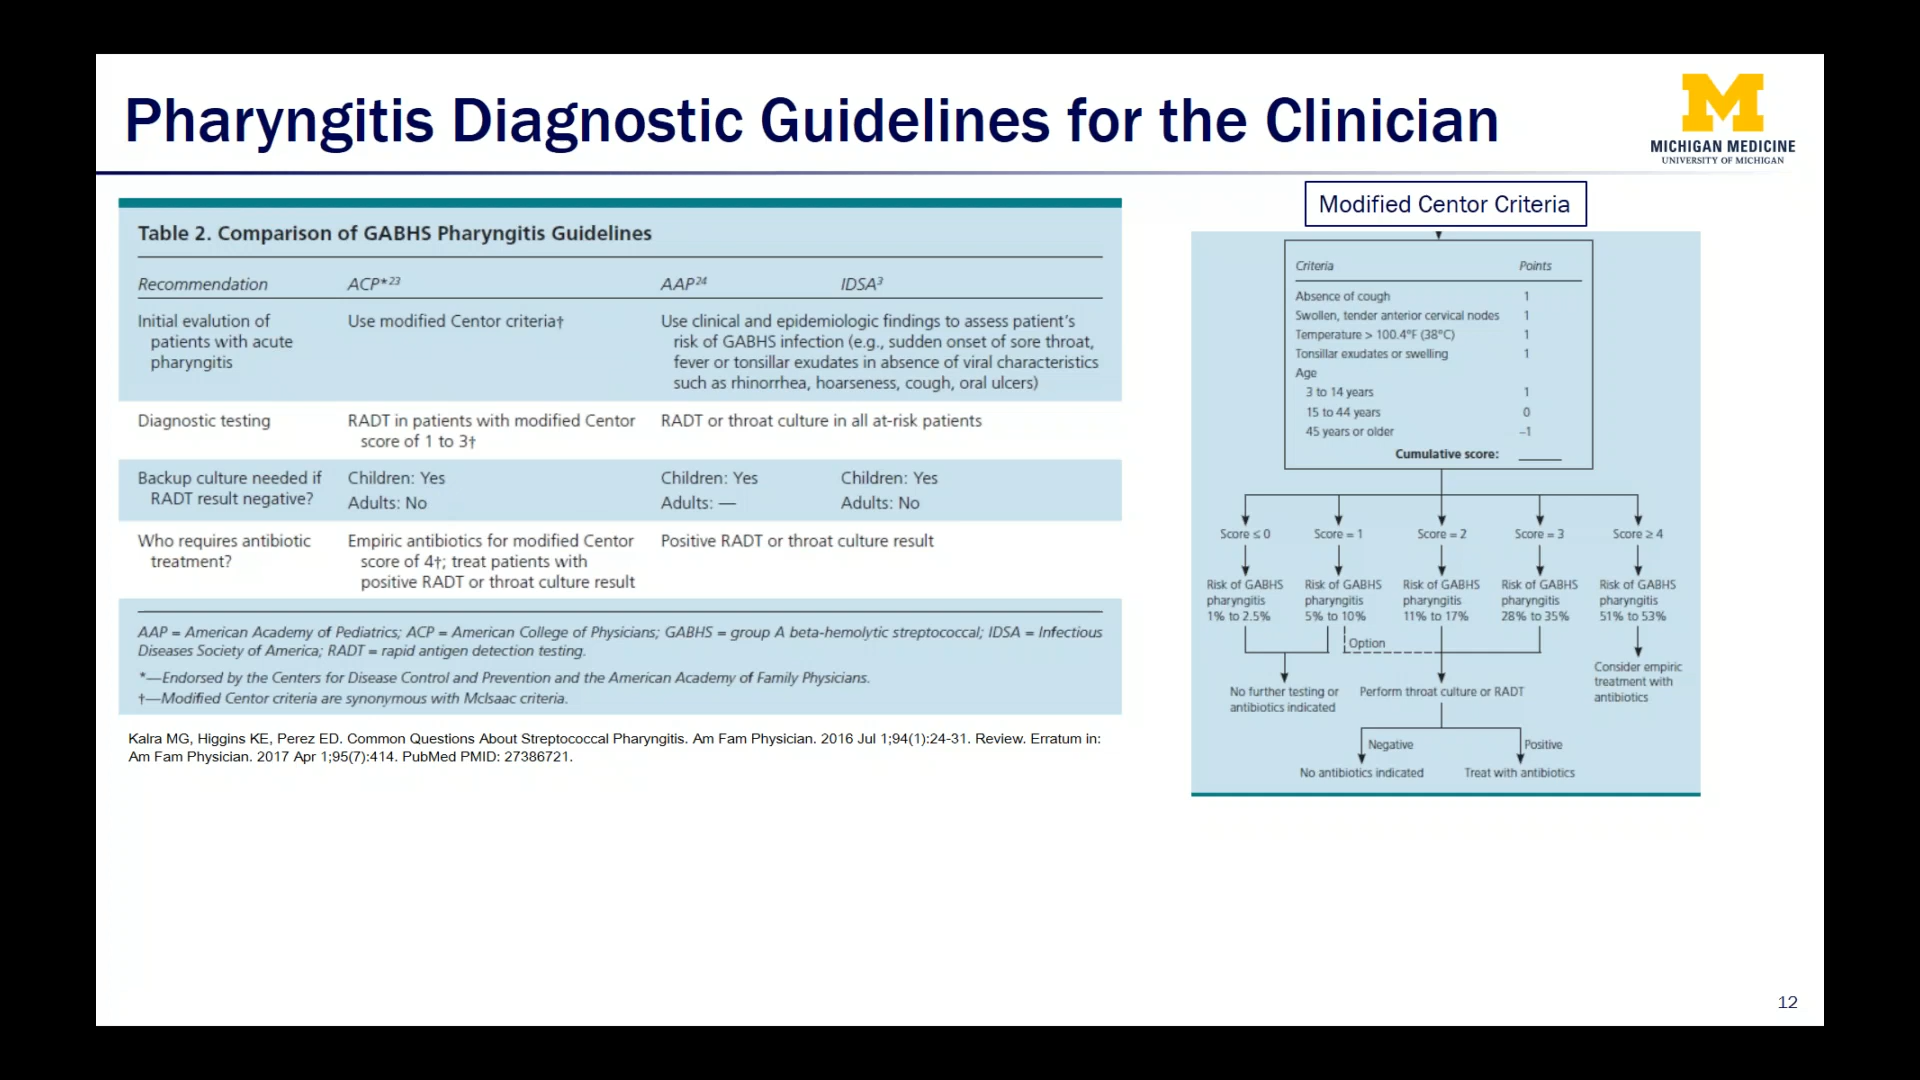 Pharyngitis Diagnostic Guidelines for the Clinician
M
MICHIGAN MEDICINE
UNIVERSITY OF MICHIGAN
Table 2. Comparison of GABHS Pharyngitis Guidelines
Recommendation ACP*23 AAP24 IDSA3
Initial evalution of Use modified Centor criteria† Use clinical and epidemiologic findings to assess patient's
patients with acute risk of GABHS infection (e.g., sudden onset of sore throat,
pharyngitis fever or tonsillar exudates in absence of viral characteristics
such as rhinorrhea, hoarseness, cough, oral ulcers)
Diagnostic testing RADT in patients with modified Centor RADT or throat culture in all at-risk patients
score of 1 to 3†
Backup culture needed if Children: Yes Children: Yes Children: Yes
RADT result negative? Adults: No Adults: — Adults: No
Who requires antibiotic Empiric antibiotics for modified Centor Positive RADT or throat culture result
treatment? score of 4†; treat patients with
positive RADT or throat culture result
AAP = American Academy of Pediatrics; ACP = American College of Physicians; GABHS = group A beta-hemolytic streptococcal; IDSA = Infectious
Diseases Society of America; RADT = rapid antigen detection testing.
*—Endorsed by the Centers for Disease Control and Prevention and the American Academy of Family Physicians.
†—Modified Centor criteria are synonymous with McIsaac criteria.
Kalra MG, Higgins KE, Perez ED. Common Questions About Streptococcal Pharyngitis. Am Fam Physician. 2016 Jul 1;94(1):24-31. Review. Erratum in:
Am Fam Physician. 2017 Apr 1;95(7):414. PubMed PMID: 27386721.
Modified Centor Criteria
Criteria Points
Absence of cough 1
Swollen, tender anterior cervical nodes 1
Temperature > 100.4°F (38°C) 1
Tonsillar exudates or swelling 1
Age
3 to 14 years 1
15 to 44 years 0
45 years or older –1
Cumulative score: ______
Score ≤ 0 Score = 1 Score = 2 Score = 3 Score ≥ 4
Risk of GABHS Risk of GABHS Risk of GABHS Risk of GABHS Risk of GABHS
pharyngitis pharyngitis pharyngitis pharyngitis pharyngitis
1% to 2.5% 5% to 10% 11% to 17% 28% to 35% 51% to 53%
Option
No further testing or
antibiotics indicated
Perform throat culture or RADT
Consider empiric
treatment with
antibiotics
Negative Positive
No antibiotics indicated Treat with antibiotics
12